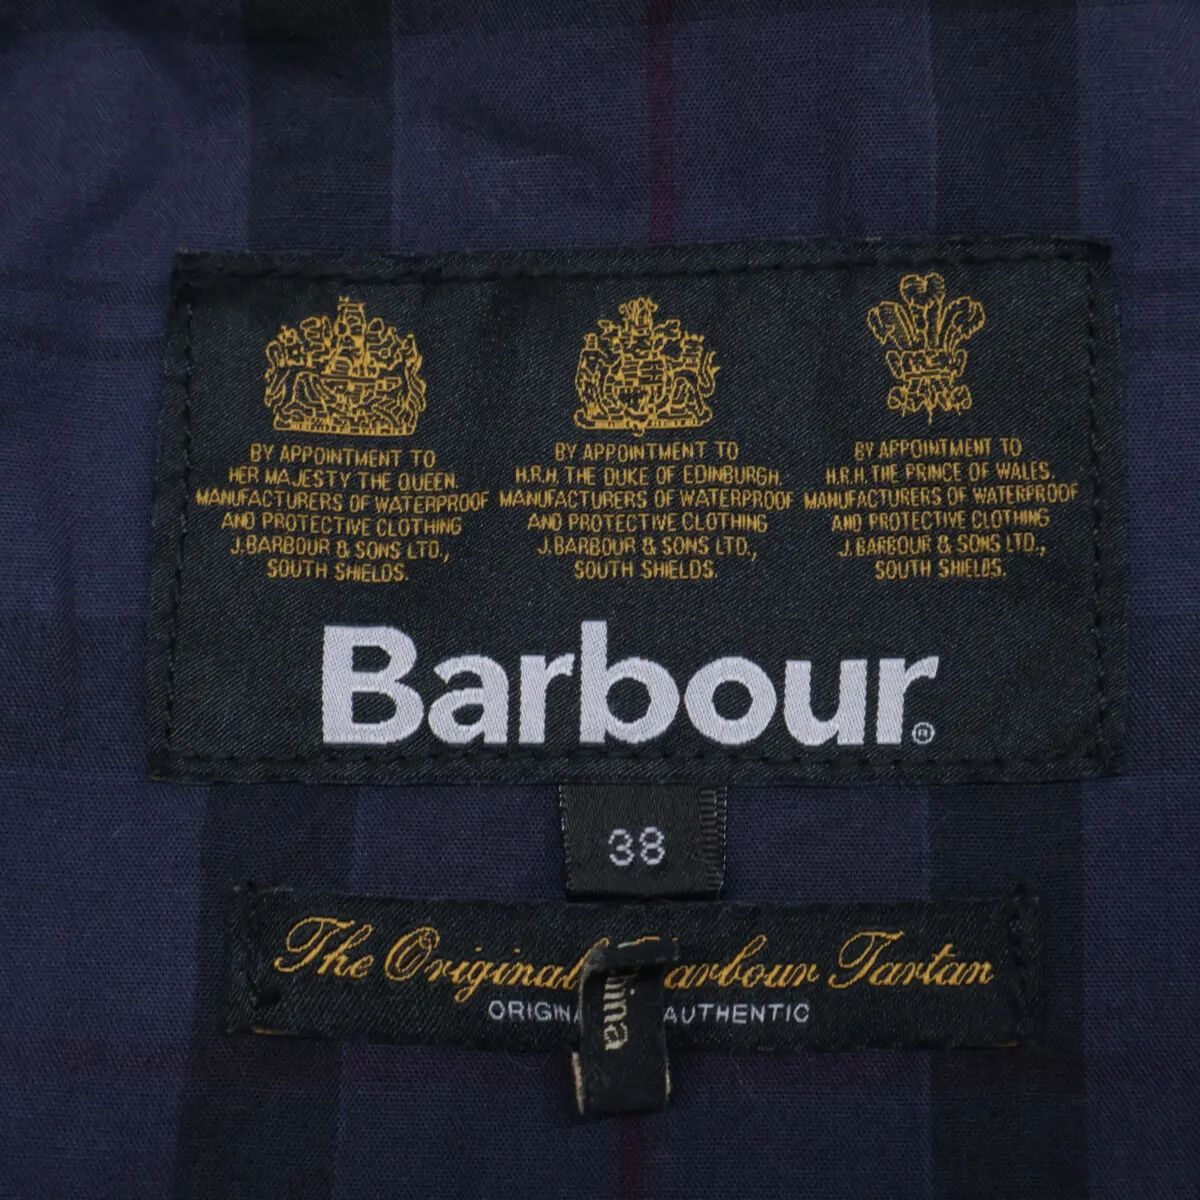 BY APPOINTMENT TO
HER MAJESTY THE QUEEN.
MANUFACTURERS OF WATERPROOF
AND PROTECTIVE CLOTHING
J. BARBOUR & SONS LTD.,
SOUTH SHIELDS.
BY APPOINTMENT TO
H.R.H. THE DUKE OF EDINBURGH.
MANUFACTURERS OF WATERPROOF
AND PROTECTIVE CLOTHING
J. BARBOUR & SONS LTD.,
SOUTH SHIELDS.
BY APPOINTMENT TO
H.R.H. THE PRINCE OF WALES.
MANUFACTURERS OF WATERPROOF
AND PROTECTIVE CLOTHING
J. BARBOUR & SONS LTD.,
SOUTH SHIELDS.
Barbour®
38
The Original arbour Tartan
ORIGIN AUTHENTIC
hina